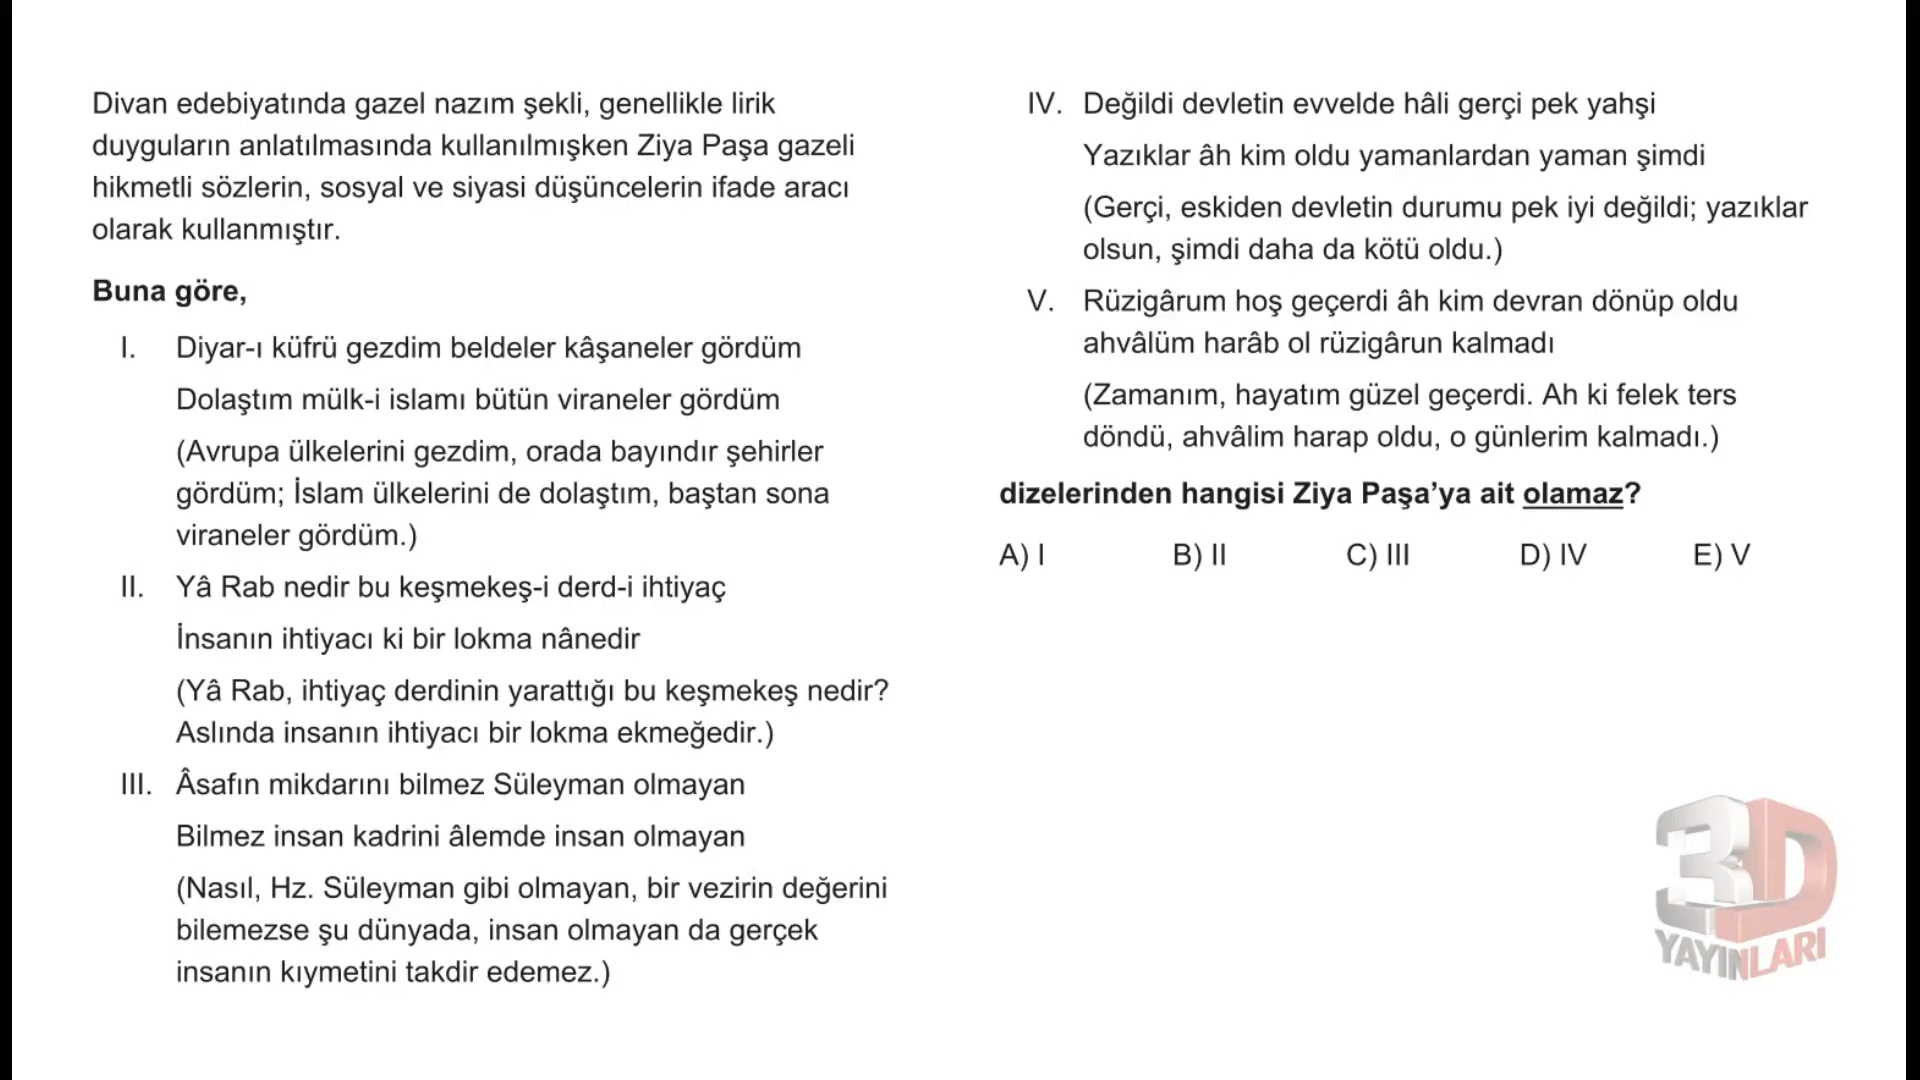 Divan edebiyatında gazel nazım şekli, genellikle lirik
duyguların anlatılmasında kullanılmışken Ziya Paşa gazeli
hikmetli sözlerin, sosyal ve siyasi düşüncelerin ifade aracı
olarak kullanmıştır.
Buna göre,
I. Diyar-ı küfrü gezdim beldeler kâşaneler gördüm
Dolaştım mülk-i islamı bütün viraneler gördüm
(Avrupa ülkelerini gezdim, orada bayındır şehirler
gördüm; İslam ülkelerini de dolaştım, baştan sona
viraneler gördüm.)
II. Yâ Rab nedir bu keşmekeş-i derd-i ihtiyaç
İnsanın ihtiyacı ki bir lokma nânedir
(Yâ Rab, ihtiyaç derdinin yarattığı bu keşmekeş nedir?
Aslında insanın ihtiyacı bir lokma ekmeğedir.)
III. Âsafın mikdarını bilmez Süleyman olmayan
Bilmez insan kadrini âlemde insan olmayan
(Nasıl, Hz. Süleyman gibi olmayan, bir vezirin değerini
bilemezse şu dünyada, insan olmayan da gerçek
insanın kıymetini takdir edemez.)
IV. Değildi devletin evvelde hâli gerçi pek yahşi
Yazıklar âh kim oldu yamanlardan yaman şimdi
(Gerçi, eskiden devletin durumu pek iyi değildi; yazıklar
olsun, şimdi daha da kötü oldu.)
V. Rüzigârum hoş geçerdi âh kim devran dönüp oldu
ahvâlüm harâb ol rüzigârun kalmadı
(Zamanım, hayatım güzel geçerdi. Ah ki felek ters
döndü, ahvâlim harap oldu, o günlerim kalmadı.)
dizelerinden hangisi Ziya Paşa'ya ait olamaz?
A) I B) II C) III D) IV E) V
3D
YAYINLARI